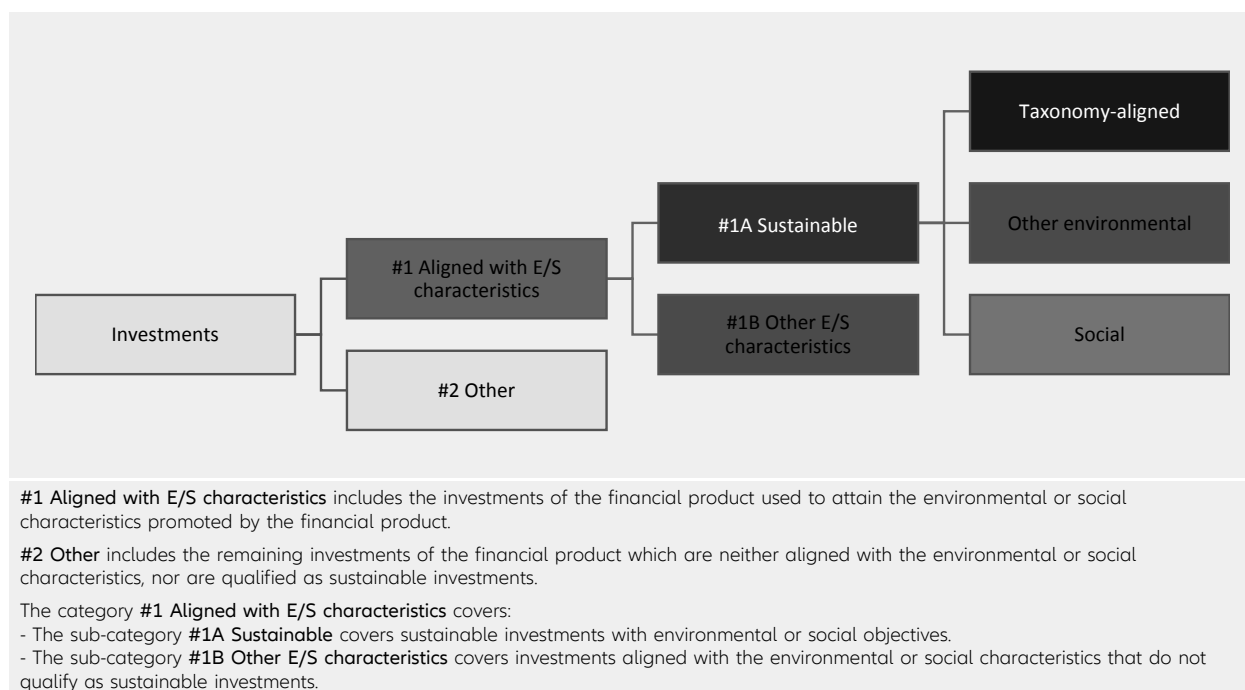 Taxonomy-aligned
#1A Sustainable
Other environmental
#1 Aligned with E/S
characteristics
Investments
#1B Other E/S
characteristics
Social
#2 Other
#1 Aligned with E/S characteristics includes the investments of the financial product used to attain the environmental or social
characteristics promoted by the financial product.
#2 Other includes the remaining investments of the financial product which are neither aligned with the environmental or social
characteristics, nor are qualified as sustainable investments.
The category #1 Aligned with E/S characteristics covers:
- The sub-category #1A Sustainable covers sustainable investments with environmental or social objectives.
- The sub-category #1B Other E/S characteristics covers investments aligned with the environmental or social characteristics that do not
qualify as sustainable investments.